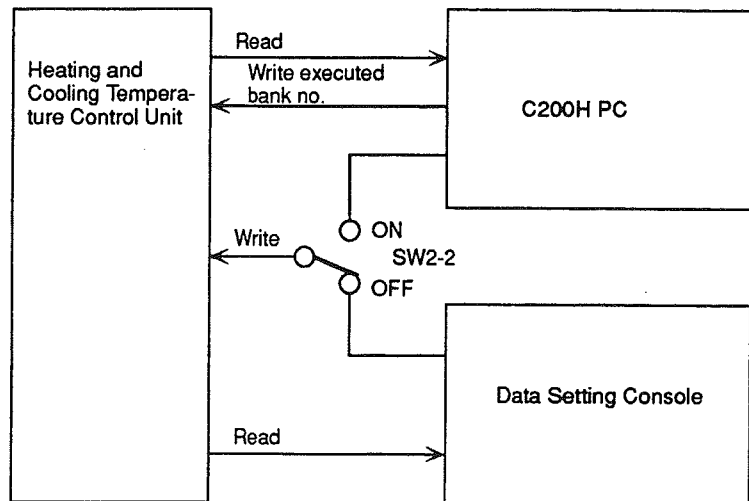 Read
Heating and
Cooling Tempera-
ture Control Unit
Write executed
bank no.
C200H PC
ON
Write
SW2-2
OFF
Data Setting Console
Read